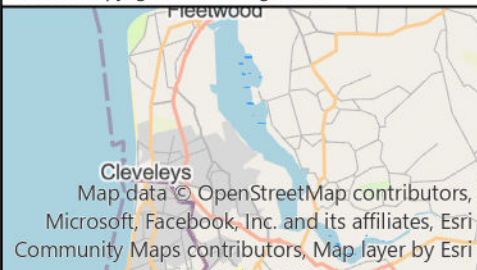 Fleetwood
Cleveleys
Map data © OpenStreetMap contributors,
Microsoft, Facebook, Inc. and its affiliates, Esri
Community Maps contributors, Map layer by Esri